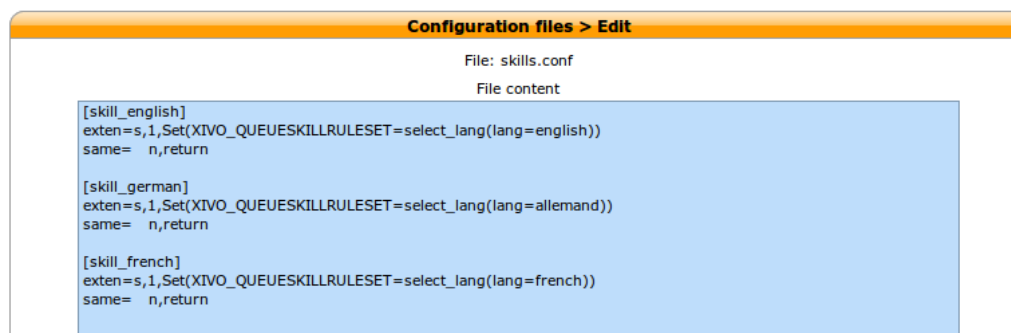 Configuration files > Edit
File: skills.conf
File content
[skill_english]
exten=s,1,Set(XIVO_QUEUESKILLRULESET=select_lang(lang=english))
same=   n,return
[skill_german]
exten=s,1,Set(XIVO_QUEUESKILLRULESET=select_lang(lang=allemand))
same=   n,return
[skill_french]
exten=s,1,Set(XIVO_QUEUESKILLRULESET=select_lang(lang=french))
same=   n,return